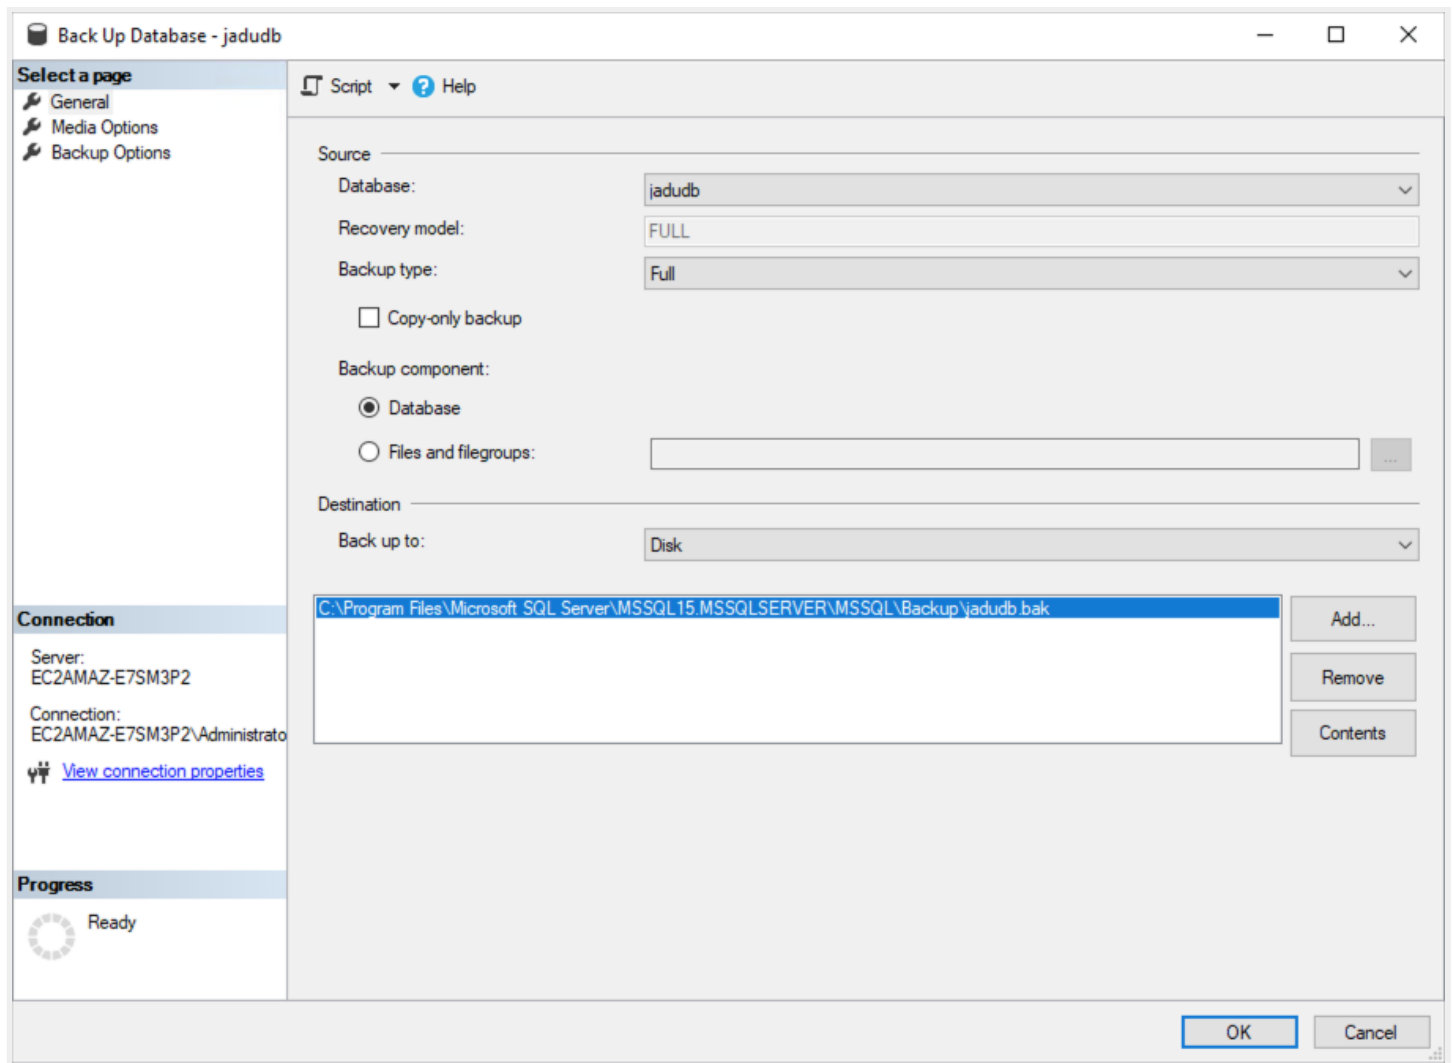 Back Up Database - jadudb
Select a page
General
Media Options
Backup Options
Script
Help
Source
Database:
jadudb
Recovery model:
FULL
Backup type:
Full
Copy-only backup
Backup component:
Database
Files and filegroups:
...
Destination
Back up to:
Disk
C:\Program Files\Microsoft SQL Server\MSSQL15.MSSQLSERVER\MSSQL\Backup\jadudb.bak
Add...
Remove
Contents
Connection
Server:
EC2AMAZ-E7SM3P2
Connection:
EC2AMAZ-E7SM3P2\Administrato
View connection properties
Progress
Ready
OK
Cancel